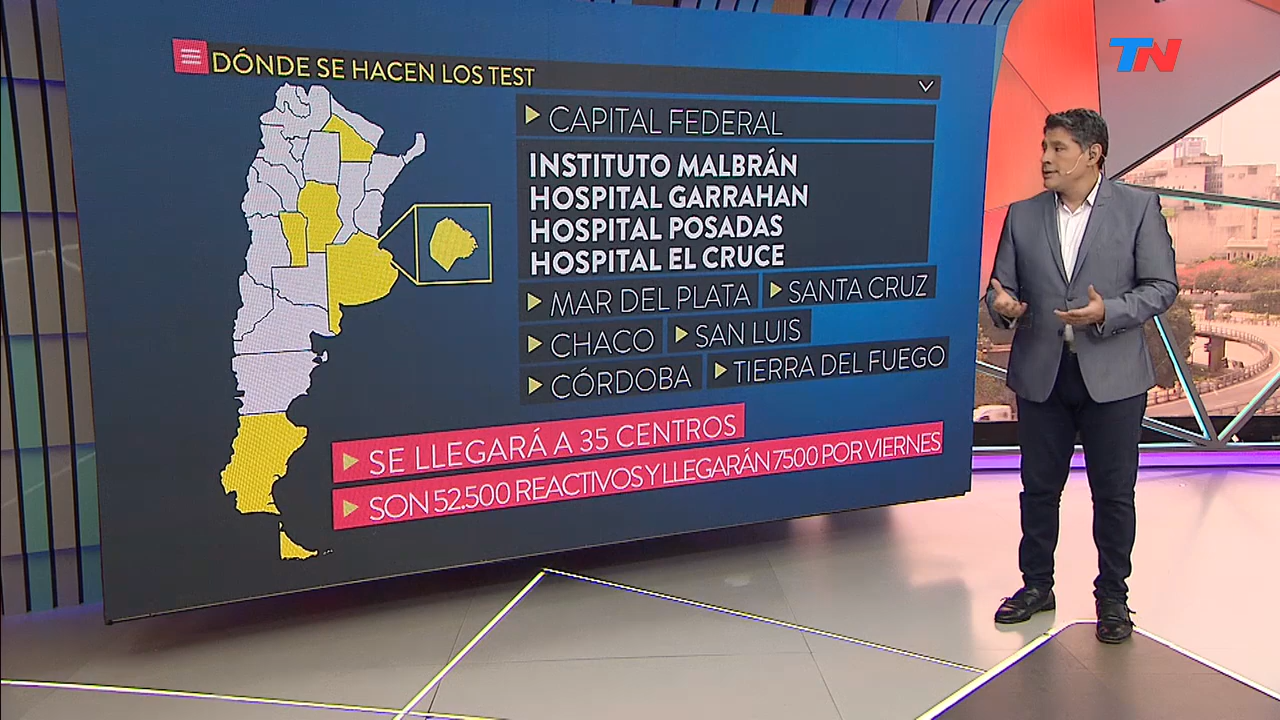 TN
DÓNDE SE HACEN LOS TEST
CAPITAL FEDERAL
INSTITUTO MALBRÁN
HOSPITAL GARRAHAN
HOSPITAL POSADAS
HOSPITAL EL CRUCE
MAR DEL PLATA
SANTA CRUZ
CHACO
SAN LUIS
CÓRDOBA
TIERRA DEL FUEGO
SE LLEGARÁ A 35 CENTROS
SON 52.500 REACTIVOS Y LLEGARÁN 7500 POR VIERNES